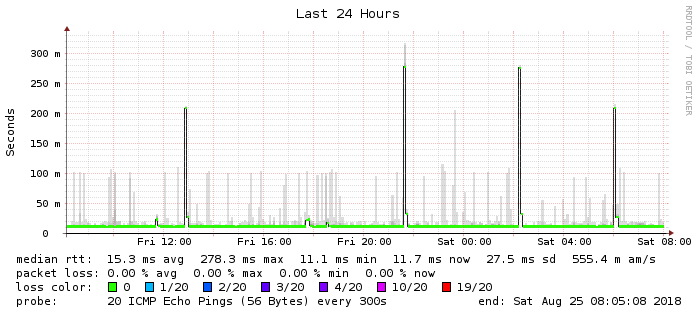 Last 24 Hours
RRDTOOL / TOBI OETIKER
Seconds
300 m
250 m
200 m
150 m
100 m
50 m
0
Fri 12:00 Fri 16:00 Fri 20:00 Sat 00:00 Sat 04:00 Sat 08:00
median rtt: 15.3 ms avg 278.3 ms max 11.1 ms min 11.7 ms now 27.5 ms sd 555.4 m am/s
packet loss: 0.00 % avg 0.00 % max 0.00 % min 0.00 % now
loss color: 0 1/20 2/20 3/20 4/20 10/20 19/20
probe: 20 ICMP Echo Pings (56 Bytes) every 300s end: Sat Aug 25 08:05:08 2018